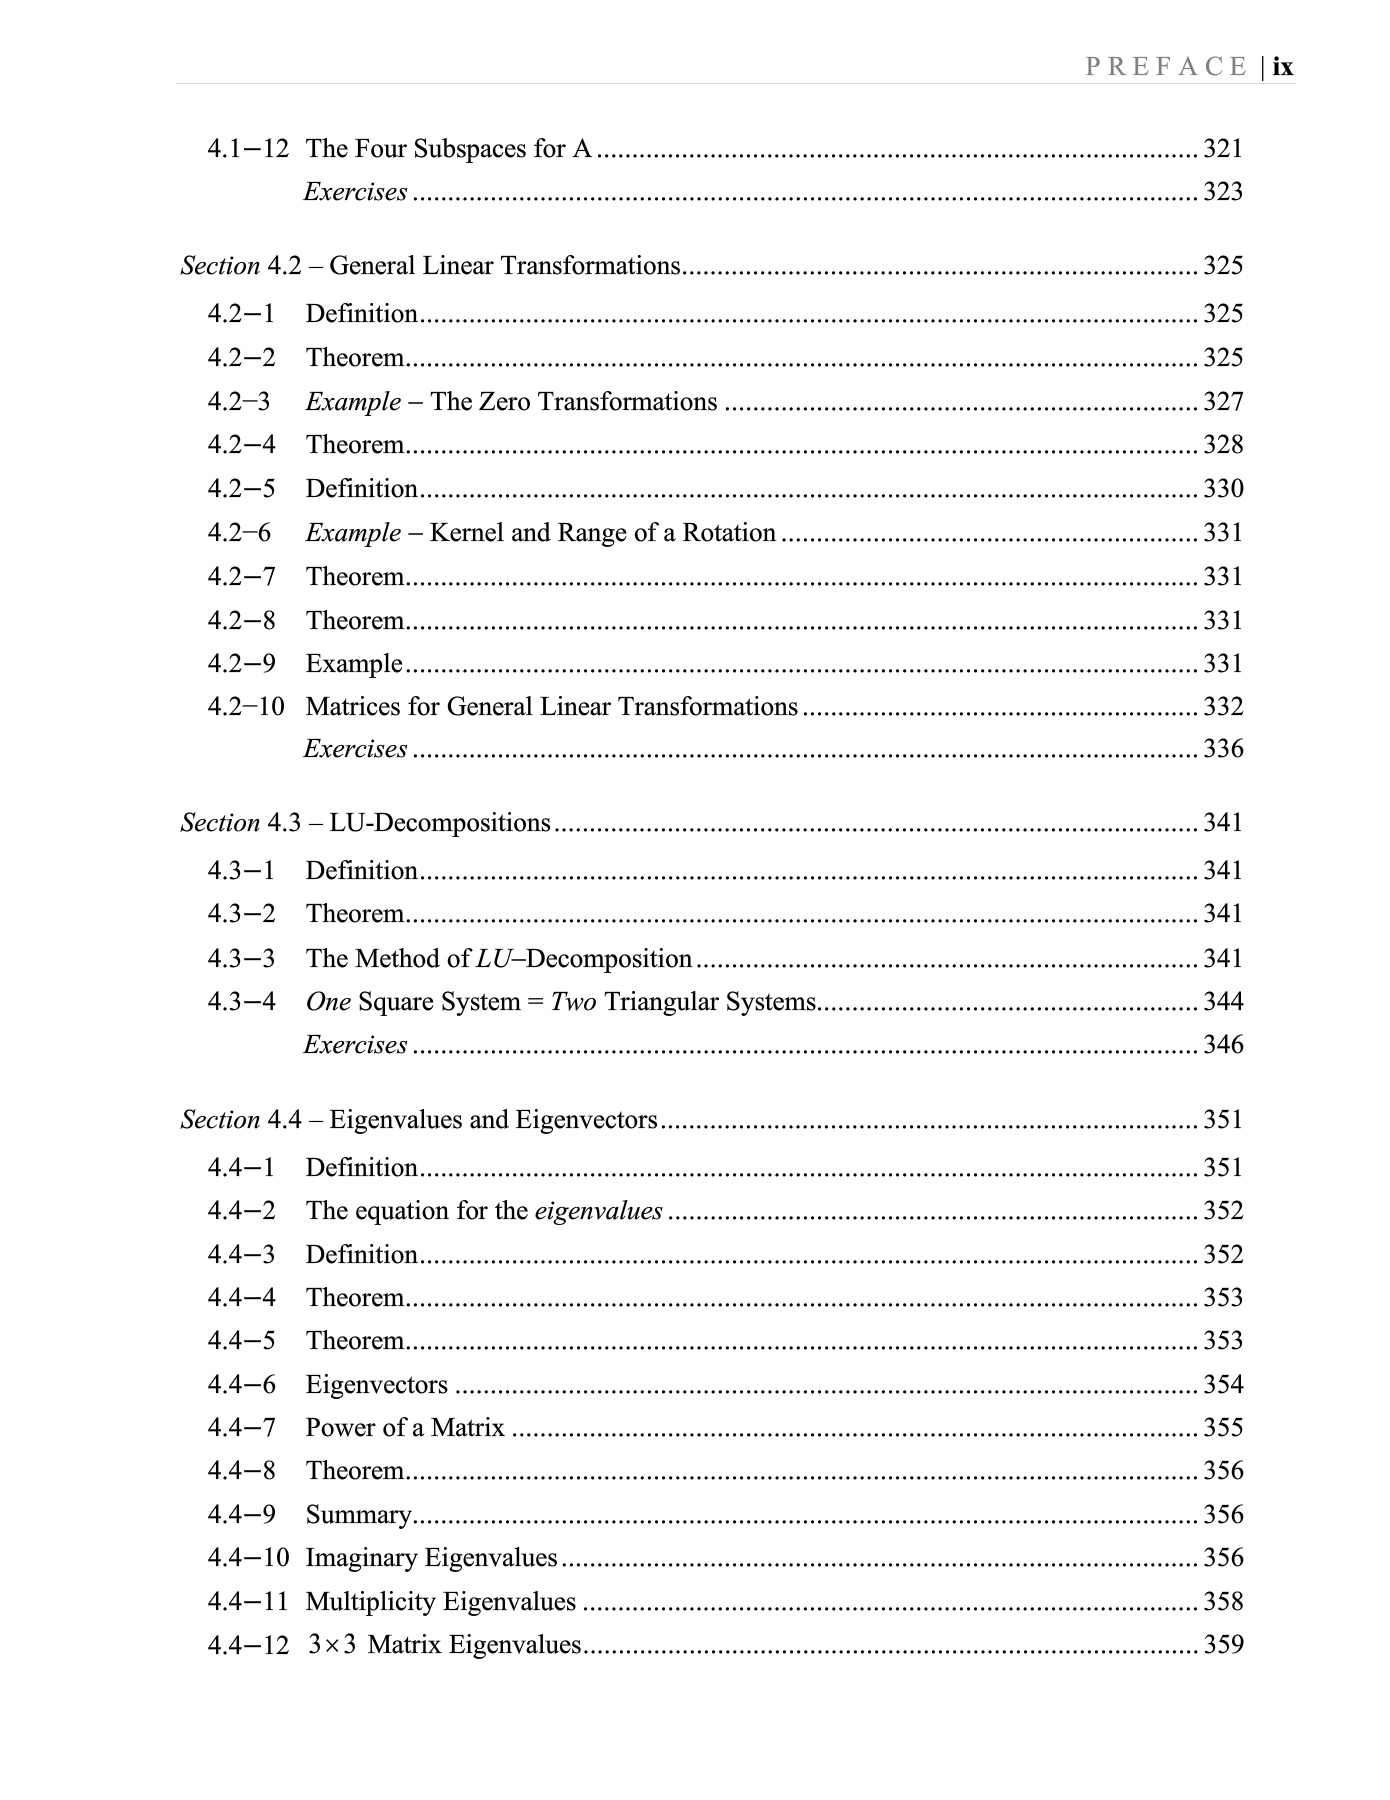 PREFACE | ix
4.1−12 The Four Subspaces for A ........ 321
Exercises ........ 323
Section 4.2 – General Linear Transformations ........ 325
4.2−1 Definition ........ 325
4.2−2 Theorem ........ 325
4.2−3 Example – The Zero Transformations ........ 327
4.2−4 Theorem ........ 328
4.2−5 Definition ........ 330
4.2−6 Example – Kernel and Range of a Rotation ........ 331
4.2−7 Theorem ........ 331
4.2−8 Theorem ........ 331
4.2−9 Example ........ 331
4.2−10 Matrices for General Linear Transformations ........ 332
Exercises ........ 336
Section 4.3 – LU-Decompositions ........ 341
4.3−1 Definition ........ 341
4.3−2 Theorem ........ 341
4.3−3 The Method of LU–Decomposition ........ 341
4.3−4 One Square System = Two Triangular Systems ........ 344
Exercises ........ 346
Section 4.4 – Eigenvalues and Eigenvectors ........ 351
4.4−1 Definition ........ 351
4.4−2 The equation for the eigenvalues ........ 352
4.4−3 Definition ........ 352
4.4−4 Theorem ........ 353
4.4−5 Theorem ........ 353
4.4−6 Eigenvectors ........ 354
4.4−7 Power of a Matrix ........ 355
4.4−8 Theorem ........ 356
4.4−9 Summary ........ 356
4.4−10 Imaginary Eigenvalues ........ 356
4.4−11 Multiplicity Eigenvalues ........ 358
4.4−12 3×3 Matrix Eigenvalues ........ 359